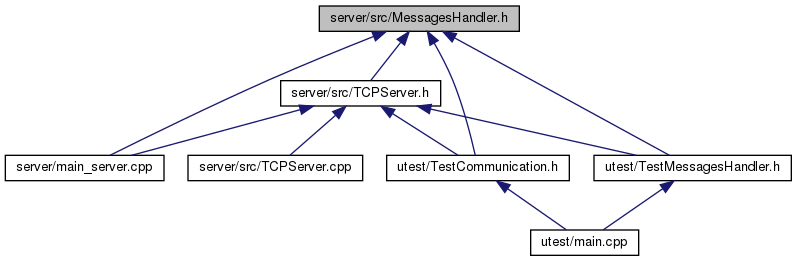 server/src/MessagesHandler.h
server/src/TCPServer.h
server/main_server.cpp
server/src/TCPServer.cpp
utest/TestCommunication.h
utest/TestMessagesHandler.h
utest/main.cpp